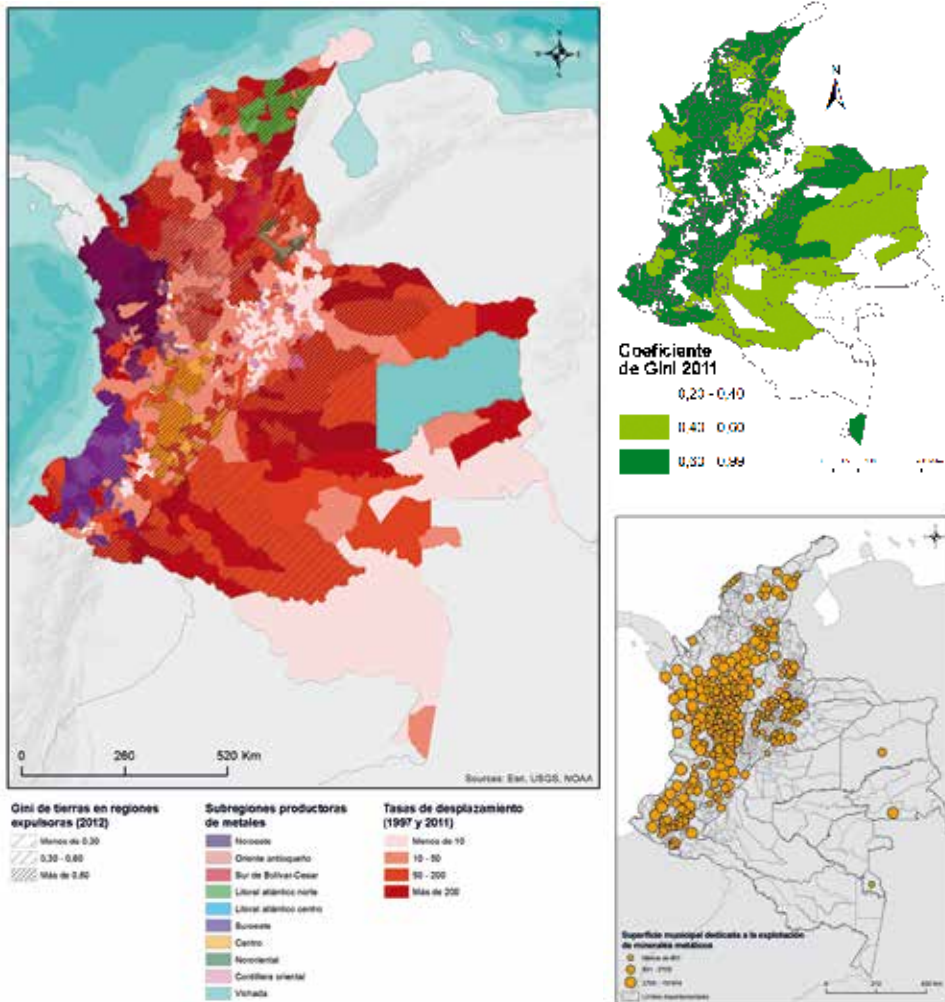 N
Coeficiente
de Gini 2011
0,20 - 0,40
0,40 - 0,60
0,60 - 0,99
0 260 520 Km
Sources: Esri, USGS, NOAA
Gini de tierras en regiones
expulsoras (2012)
Menos de 0,30
0,30 - 0,60
Más de 0,60
Subregiones productoras
de metales
Noroeste
Oriente antioqueño
Sur de Bolívar-Cesar
Litoral atlántico norte
Litoral atlántico centro
Suroeste
Centro
Nororiental
Cordillera oriental
Vichada
Tasas de desplazamiento
(1997 y 2011)
Menos de 10
10 - 50
50 - 200
Más de 200
Superficie municipal dedicada a la explotación
de minerales metálicos